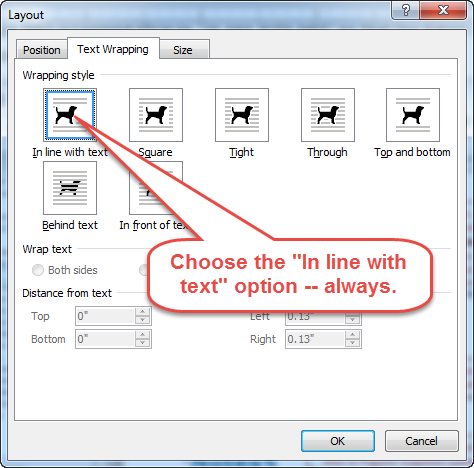 Layout
Position Text Wrapping Size
Wrapping style
In line with text Square Tight Through Top and bottom
Behind text In front of text
Choose the "In line with
text" option -- always.
Wrap text
Both sides
Distance from text
Top 0" Left 0.13"
Bottom 0" Right 0.13"
OK Cancel